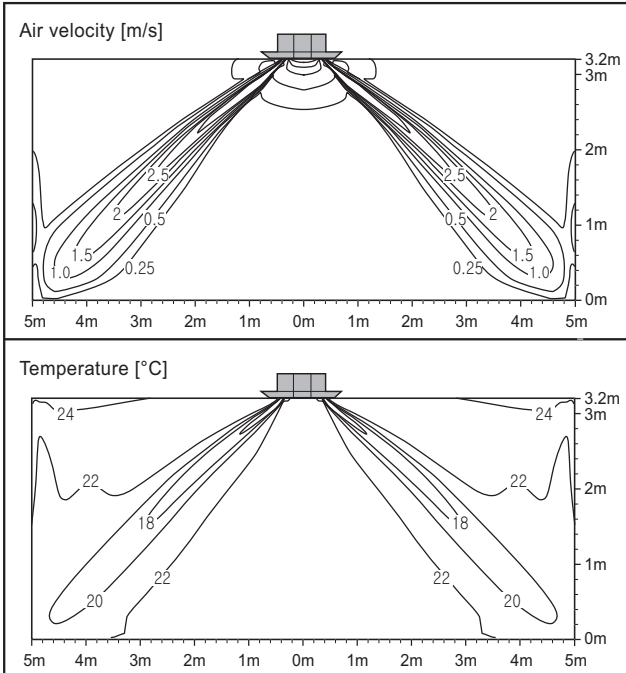 Air velocity [m/s]
3.2m
3m
2m
2.5 2.5
2 2
0.5 0.5
1m
1.5 1.5
1.0 0.25 0.25 1.0
0m
5m 4m 3m 2m 1m 0m 1m 2m 3m 4m 5m
Temperature [°C]
3.2m
24 24
3m
22 22
2m
18 18
1m
22 22
20 20
0m
5m 4m 3m 2m 1m 0m 1m 2m 3m 4m 5m